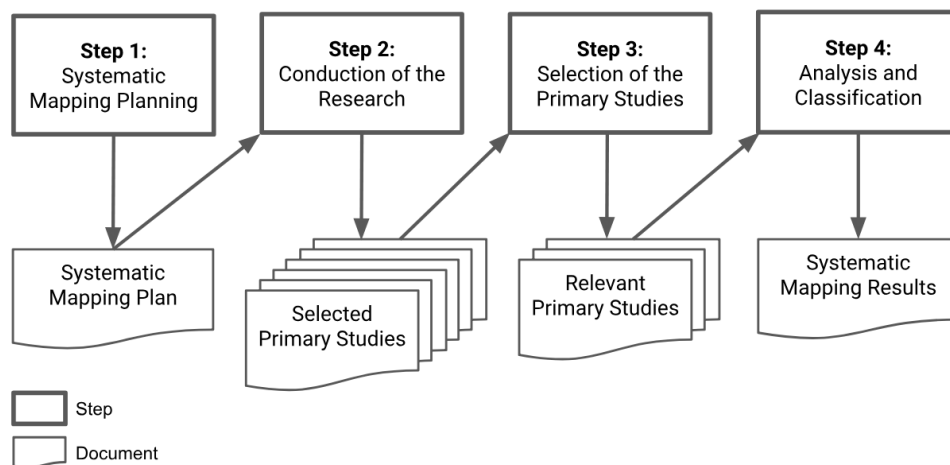 Step 1:
Systematic
Mapping Planning
Step 2:
Conduction of the
Research
Step 3:
Selection of the
Primary Studies
Step 4:
Analysis and
Classification
Systematic
Mapping Plan
Selected
Primary Studies
Relevant
Primary Studies
Systematic
Mapping Results
Step
Document